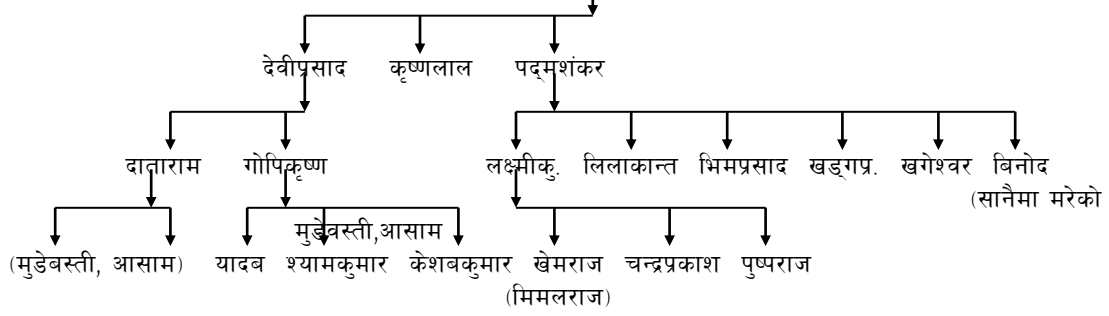 देवीप्रसाद कृष्णलाल पद्मशंकर
दाताराम गोपिकृष्ण लक्ष्मीकु. लिलाकान्त भिमप्रसाद खड्गप्र. खगेश्वर बिनोद
(सानैमा मरेको
मुडेवस्ती,आसाम
(मुडेबस्ती, आसाम) यादब श्यामकुमार केशबकुमार खेमराज चन्द्रप्रकाश पुष्पराज
(मिमलराज)